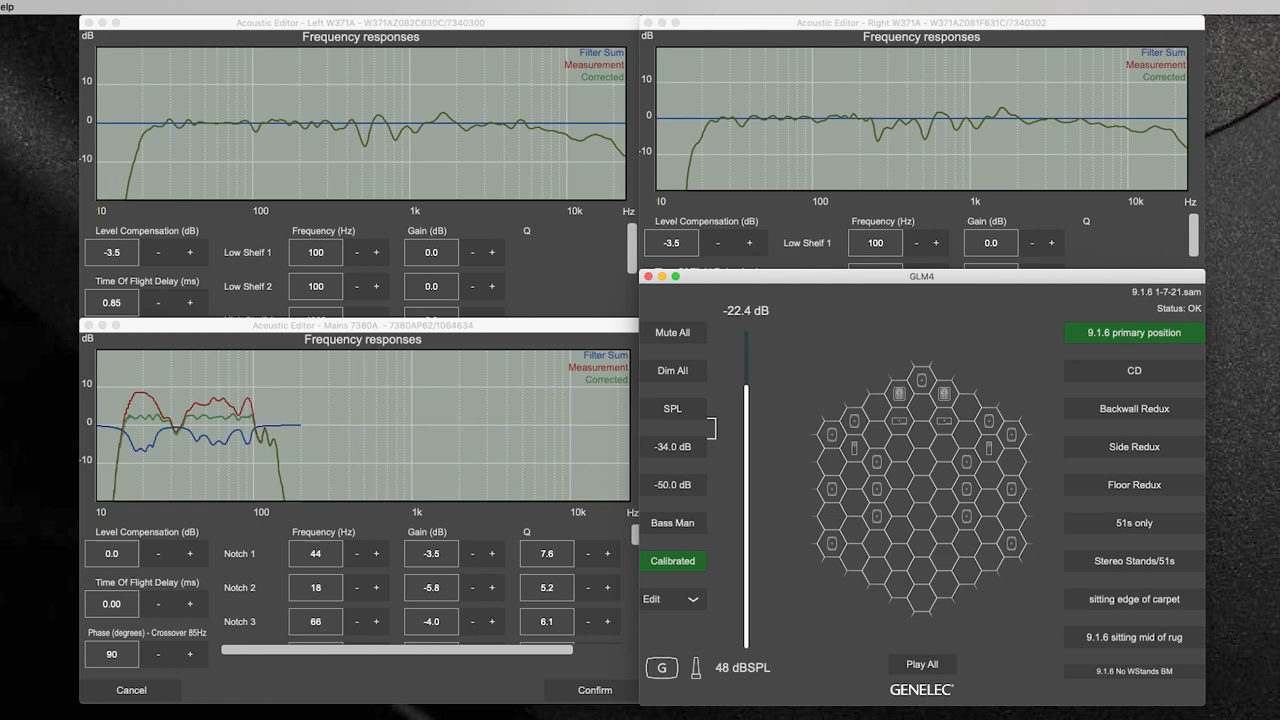 elp
Acoustic Editor - Left W371A - W371AZ082C630C/7340300
dB
Frequency responses
Filter Sum
Measurement
Corrected
10
0
-10
10
100
1k
10k
Hz
Level Compensation (dB)
Frequency (Hz)
Gain (dB)
Q
-3.5
-
+
Low Shelf 1
100
-
+
0.0
-
+
Time Of Flight Delay (ms)
Low Shelf 2
100
-
+
0.0
-
+
0.85
-
+
Acoustic Editor - Right W371A - W371AZ081F631C/7340302
dB
Frequency responses
Filter Sum
Measurement
Corrected
10
0
-10
10
100
1k
10k
Hz
Level Compensation (dB)
Frequency (Hz)
Gain (dB)
Q
-3.5
-
+
Low Shelf 1
100
-
+
0.0
-
+
Acoustic Editor - Mains 7380A - 7380AP62/1064634
dB
Frequency responses
Filter Sum
Measurement
Corrected
10
0
-10
10
100
1k
10k
Hz
Level Compensation (dB)
Frequency (Hz)
Gain (dB)
Q
0.0
-
+
Notch 1
44
-
+
-3.5
-
+
7.6
-
+
Time Of Flight Delay (ms)
Notch 2
18
-
+
-5.8
-
+
5.2
-
+
0.00
-
+
Notch 3
66
-
+
-4.0
-
+
6.1
-
+
Phase (degrees) - Crossover 85Hz
90
-
+
Cancel
Confirm
GLM4
9.1.6 1-7-21.sam
Status: OK
-22.4 dB
Mute All
Dim All
SPL
-34.0 dB
-50.0 dB
Bass Man
Calibrated
Edit
G
48 dBSPL
Play All
GENELEC®
9.1.6 primary position
CD
Backwall Redux
Side Redux
Floor Redux
51s only
Stereo Stands/51s
sitting edge of carpet
9.1.6 sitting mid of rug
9.1.6 No WStands BM